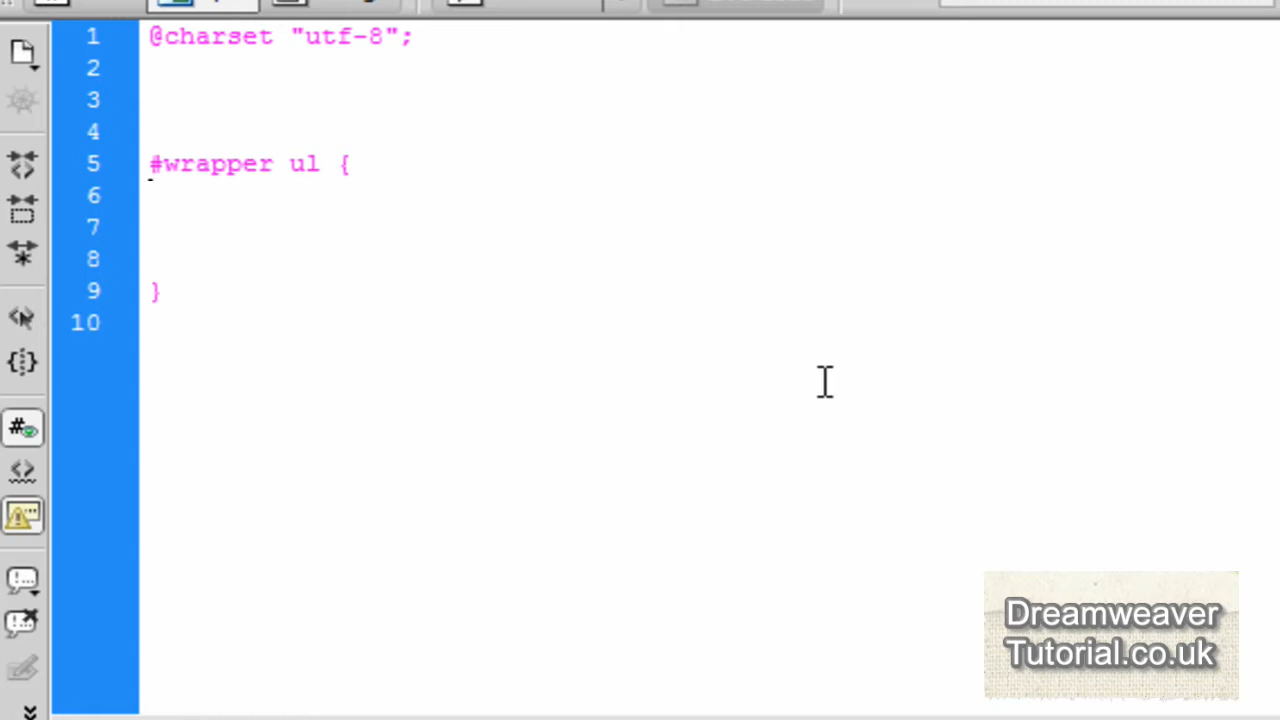 1 @charset "utf-8";
2
3
4
5 #wrapper ul {
6
7
8
9 }
10
Dreamweaver
Tutorial.co.uk